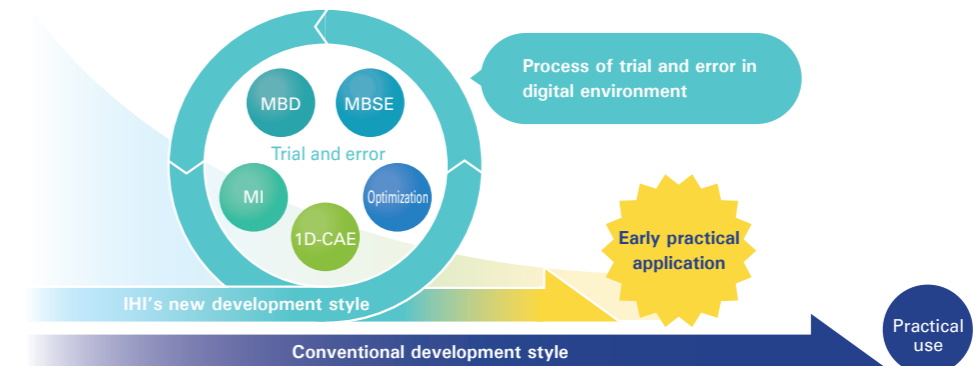 Process of trial and error in
digital environment
MBD
MBSE
Trial and error
MI
Optimization
1D-CAE
Early practical
application
IHI's new development style
Practical
use
Conventional development style